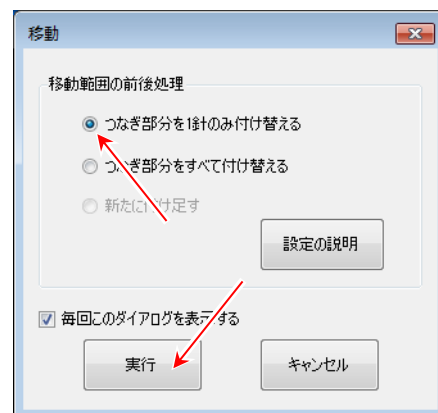 移動
移動範囲の前後処理
つなぎ部分を1針のみ付け替える
つなぎ部分をすべて付け替える
新たに付け足す
設定の説明
毎回このダイアログを表示する
実行
キャンセル